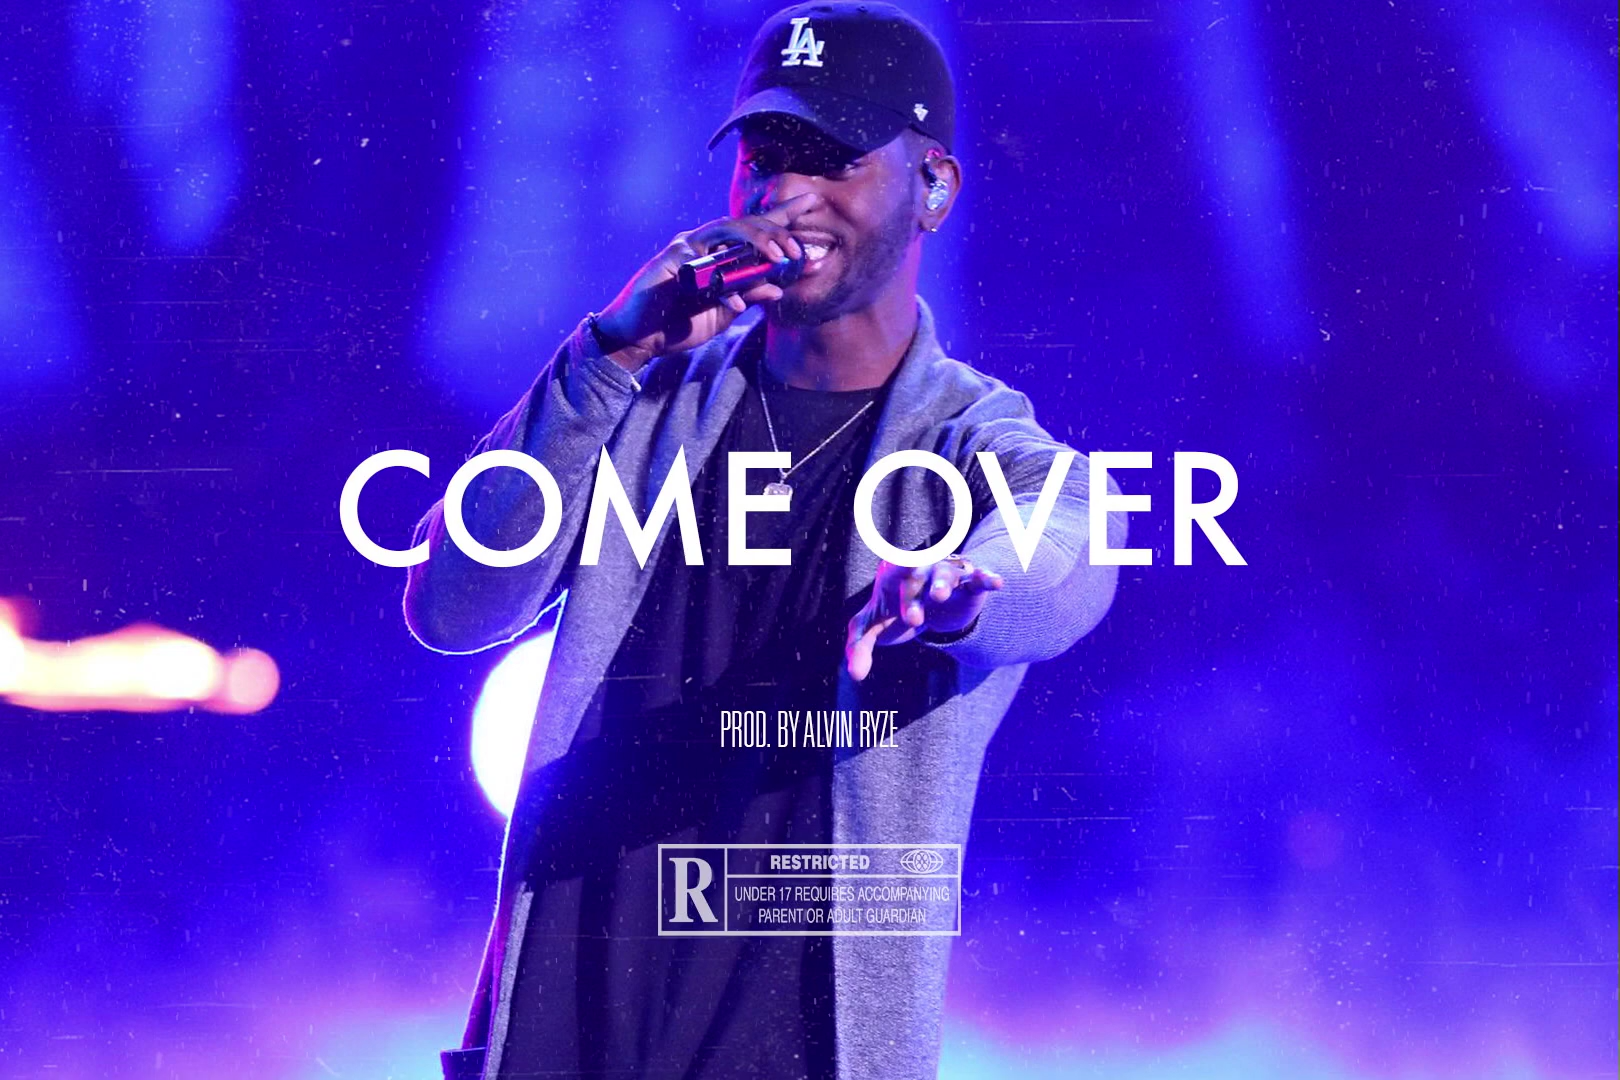 LA
COME OVER
PROD. BY ALVIN RYZE
R
RESTRICTED
UNDER 17 REQUIRES ACCOMPANYING
PARENT OR ADULT GUARDIAN